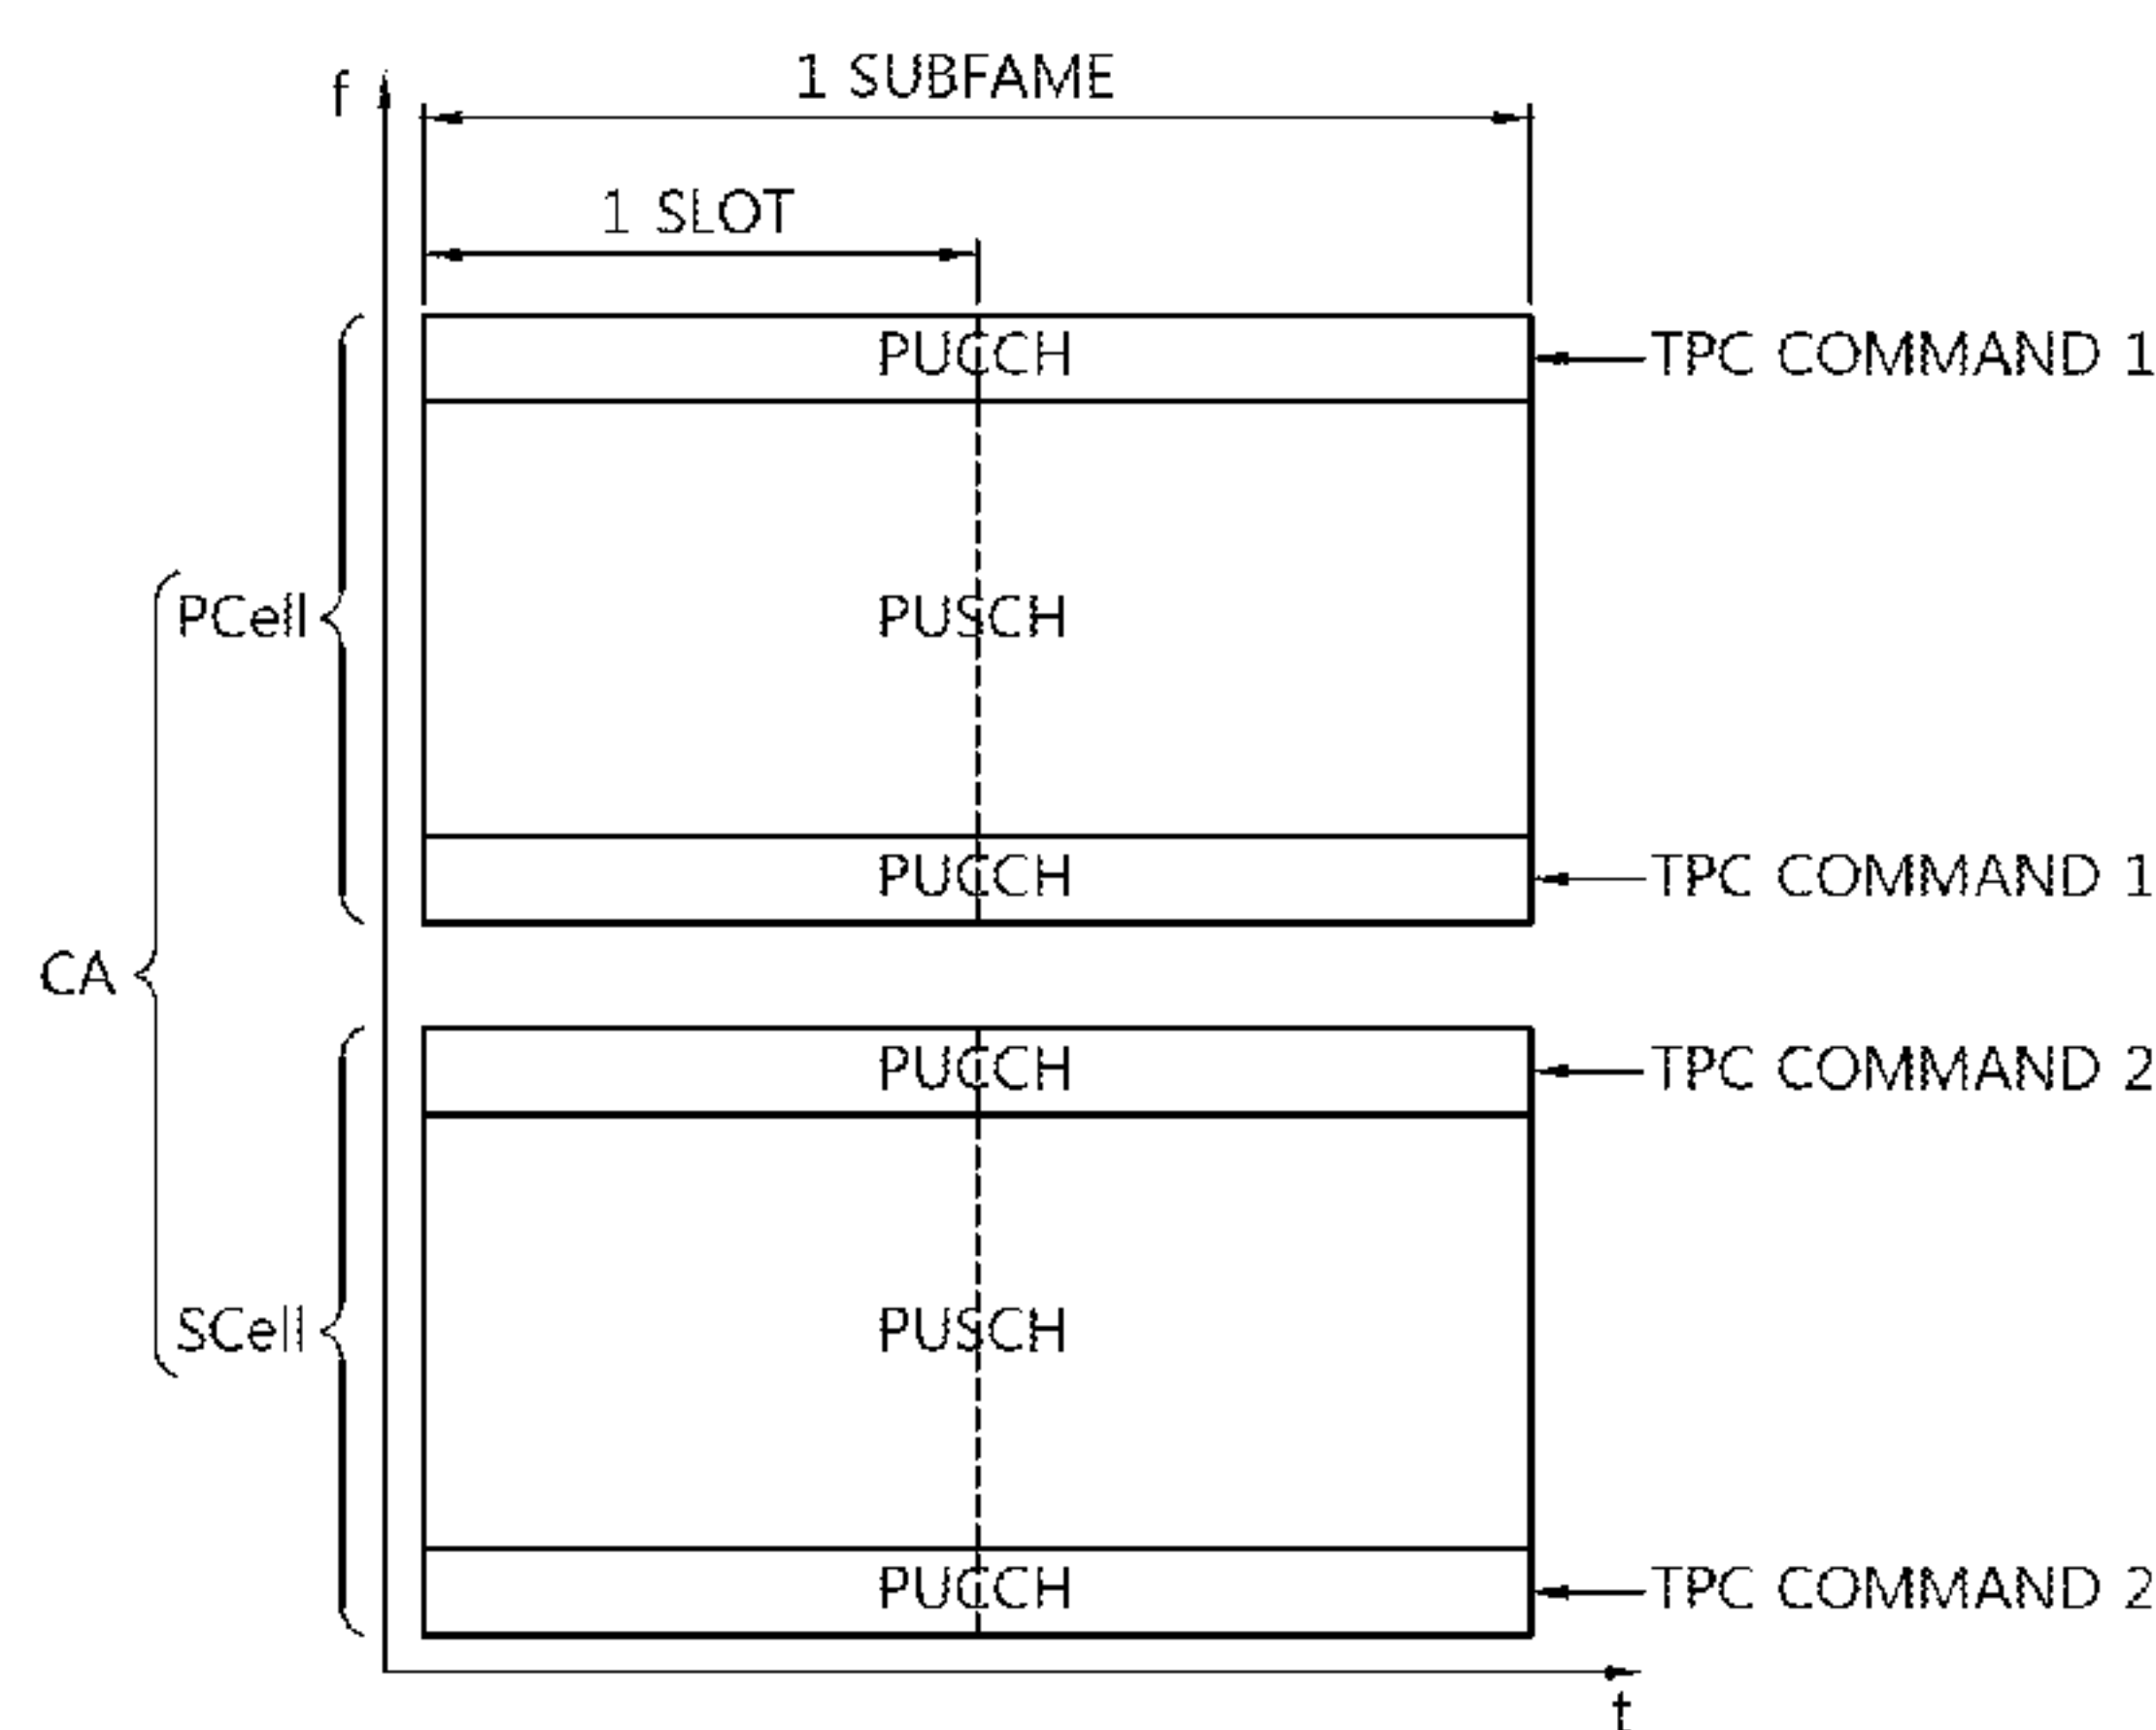 f
1 SUBFAME
1 SLOT
PUCCH
TPC COMMAND 1
PCell
PUSCH
PUCCH
TPC COMMAND 1
CA
PUCCH
TPC COMMAND 2
SCell
PUSCH
PUCCH
TPC COMMAND 2
t